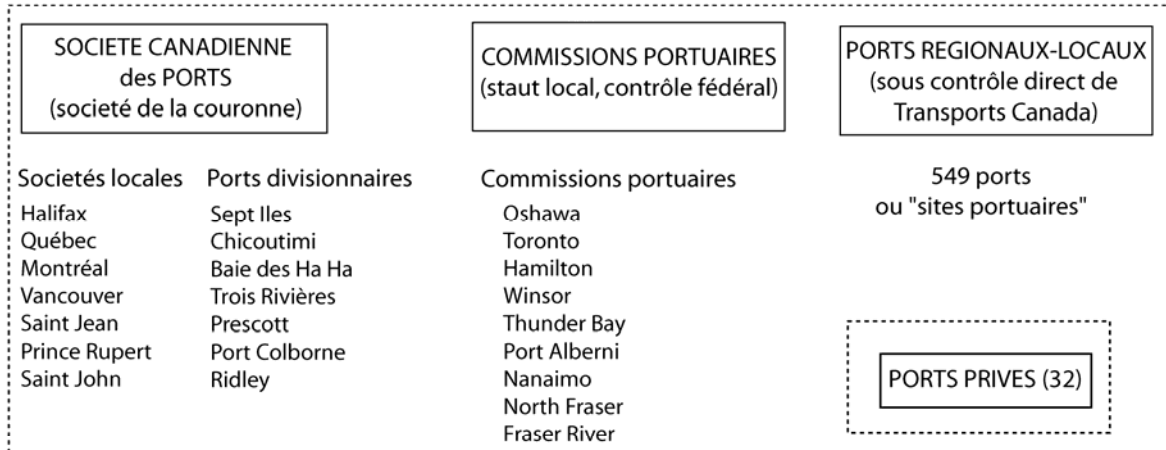 SOCIETE CANADIENNE
des PORTS
(societé de la couronne)
COMMISSIONS PORTUAIRES
(staut local, contrôle fédéral)
PORTS REGIONAUX-LOCAUX
(sous contrôle direct de
Transports Canada)
Societés locales
Halifax
Québec
Montréal
Vancouver
Saint Jean
Prince Rupert
Saint John
Ports divisionnaires
Sept Iles
Chicoutimi
Baie des Ha Ha
Trois Rivières
Prescott
Port Colborne
Ridley
Commissions portuaires
Oshawa
Toronto
Hamilton
Winsor
Thunder Bay
Port Alberni
Nanaimo
North Fraser
Fraser River
549 ports
ou "sites portuaires"
PORTS PRIVES (32)